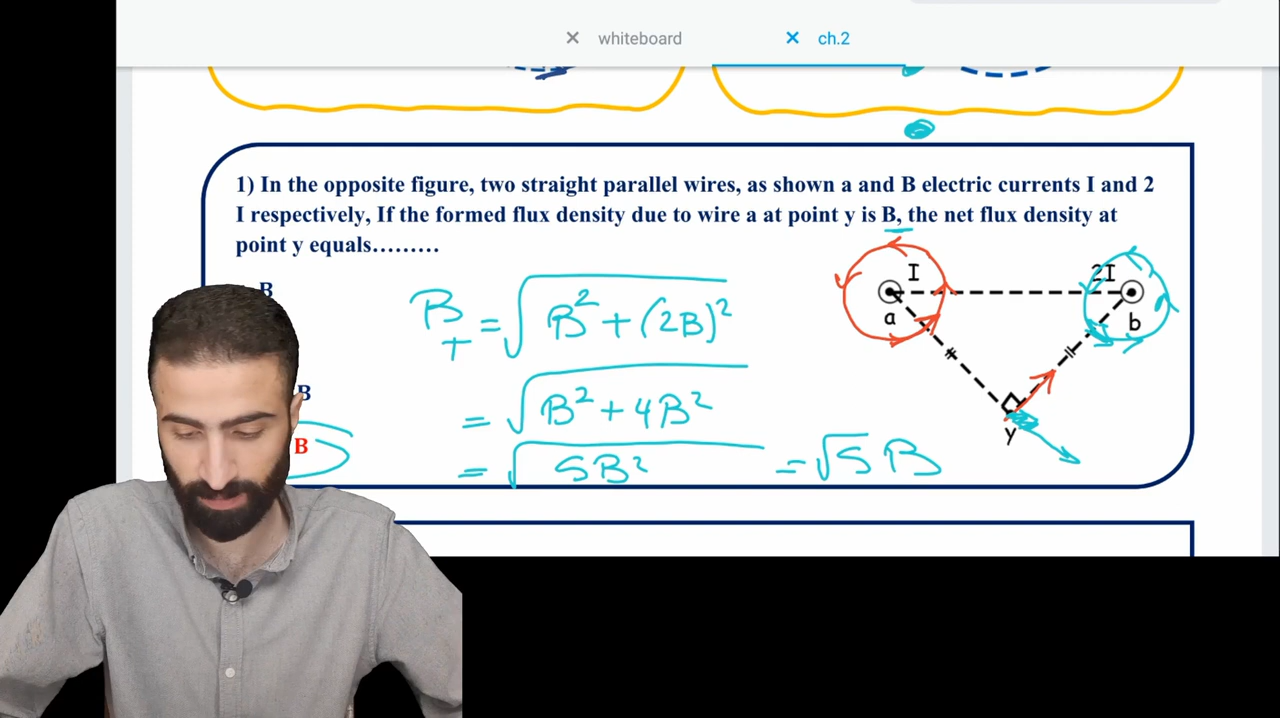 whiteboard
ch.2
1) In the opposite figure, two straight parallel wires, as shown a and B electric currents I and 2
I respectively, If the formed flux density due to wire a at point y is B, the net flux density at
point y equals………
B
B
B
B_T = √B² + (2B)²
= √B² + 4B²
= √5B² = √5 B
I
2I
a
b
y